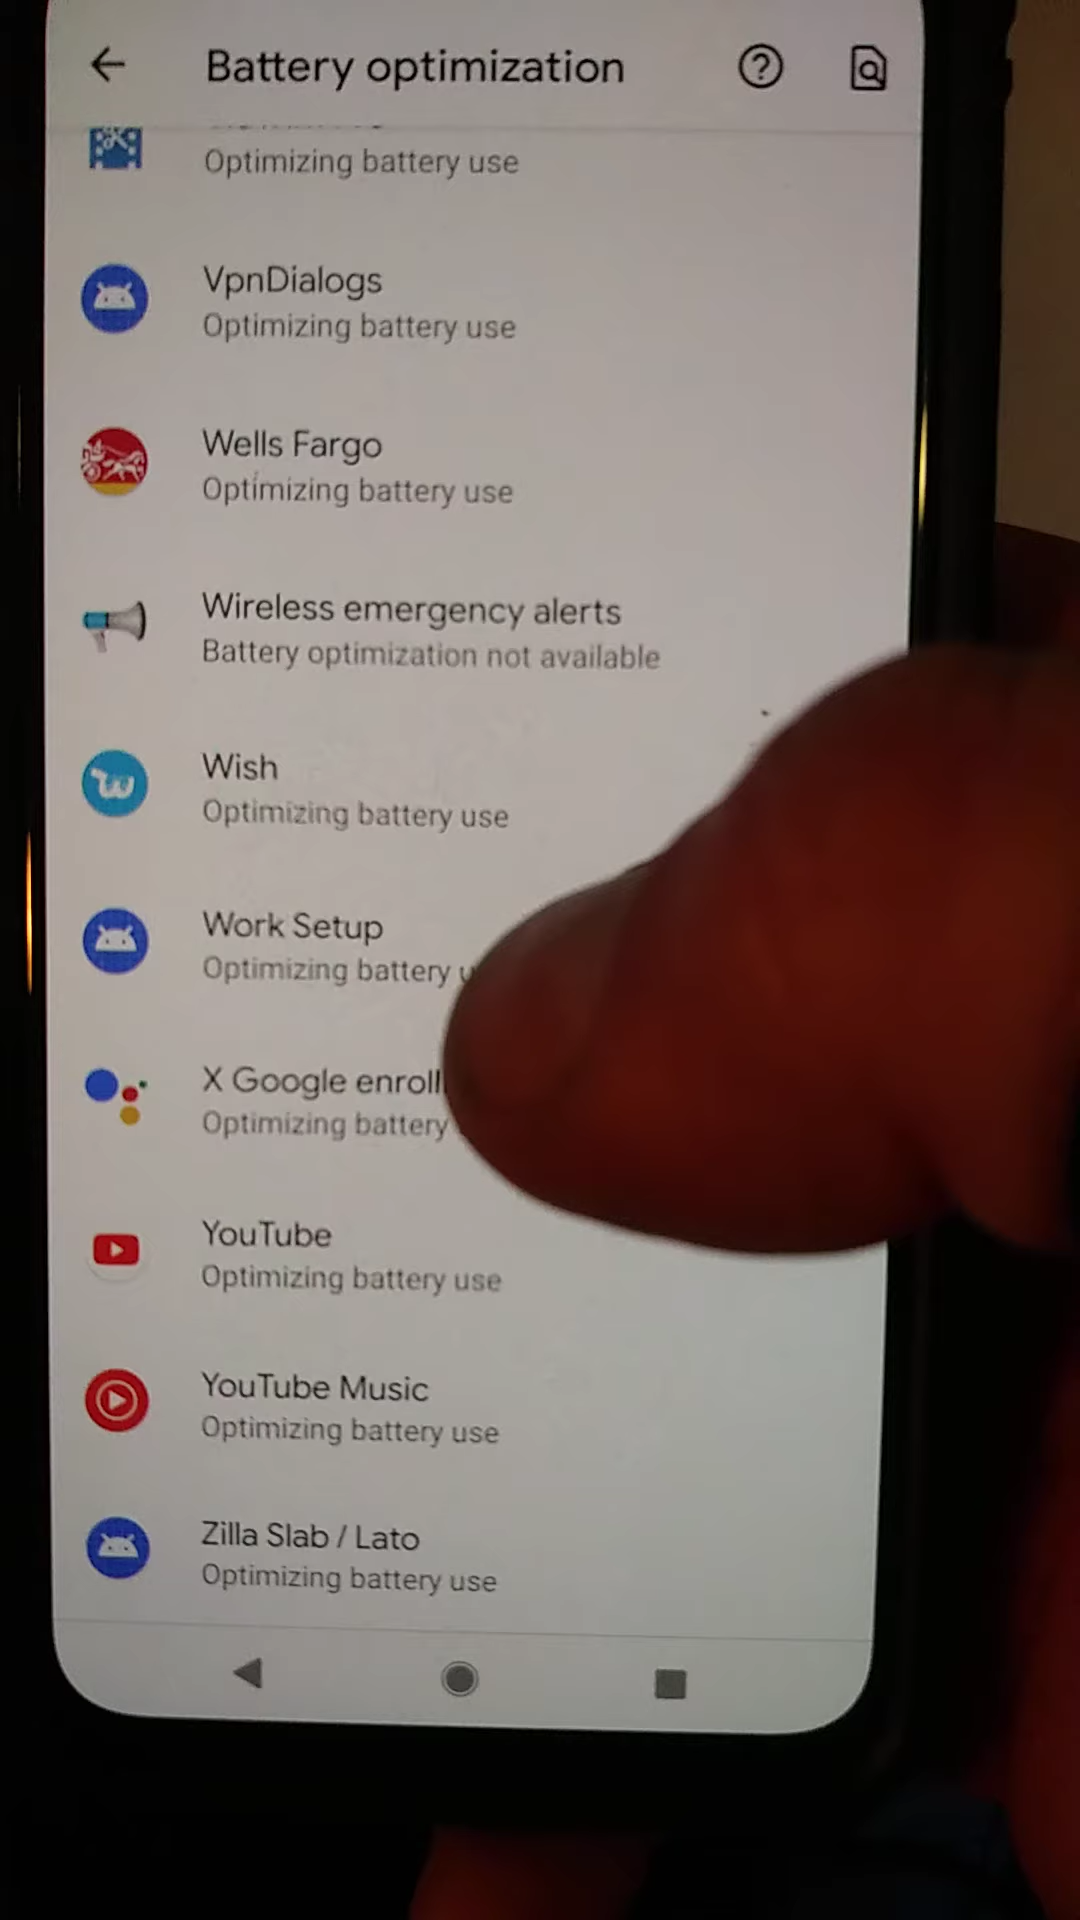 Battery optimization
Optimizing battery use
VpnDialogs
Optimizing battery use
Wells Fargo
Optimizing battery use
Wireless emergency alerts
Battery optimization not available
Wish
Optimizing battery use
Work Setup
Optimizing battery
X Google enroll
Optimizing battery
YouTube
Optimizing battery use
YouTube Music
Optimizing battery use
Zilla Slab / Lato
Optimizing battery use